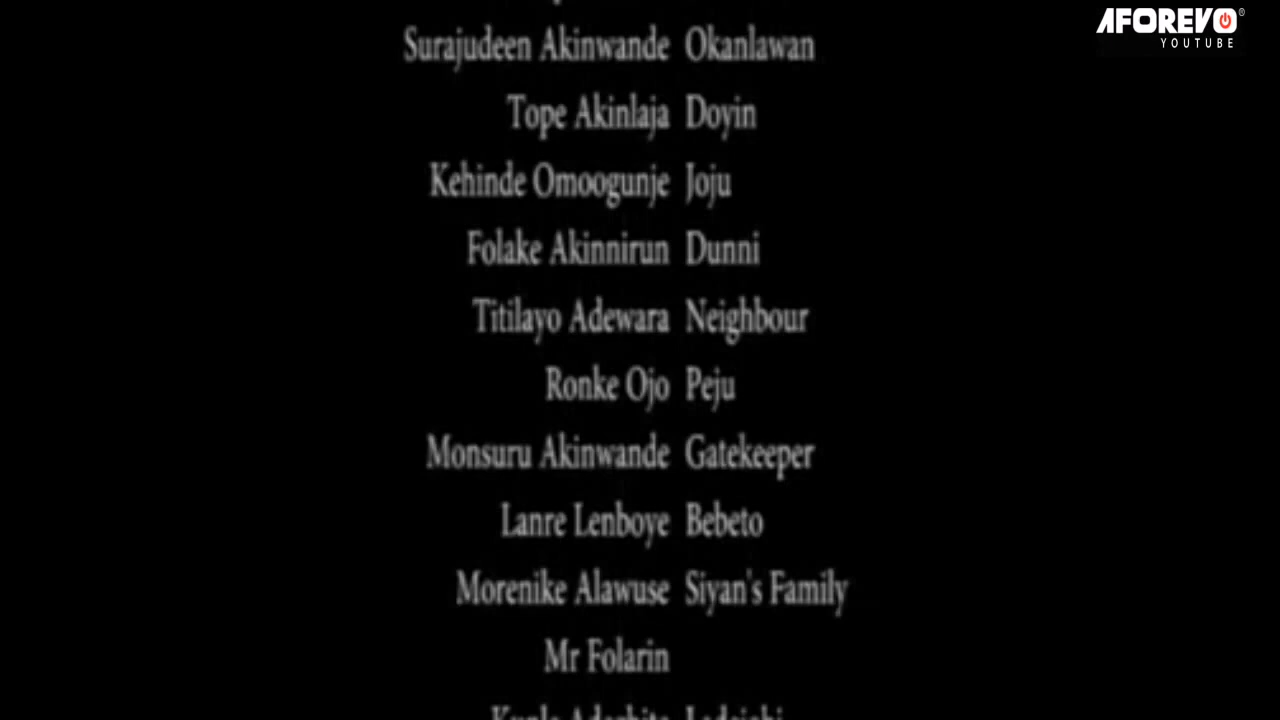 AFOREVO
YOUTUBE
Surajudeen Akinwande Okanlawan
Tope Akinlaja Doyin
Kehinde Omoogunje Joju
Folake Akinnirun Dunni
Titilayo Adewara Neighbour
Ronke Ojo Peju
Monsuru Akinwande Gatekeeper
Lanre Lenboye Bebeto
Morenike Alawuse Siyan's Family
Mr Folarin